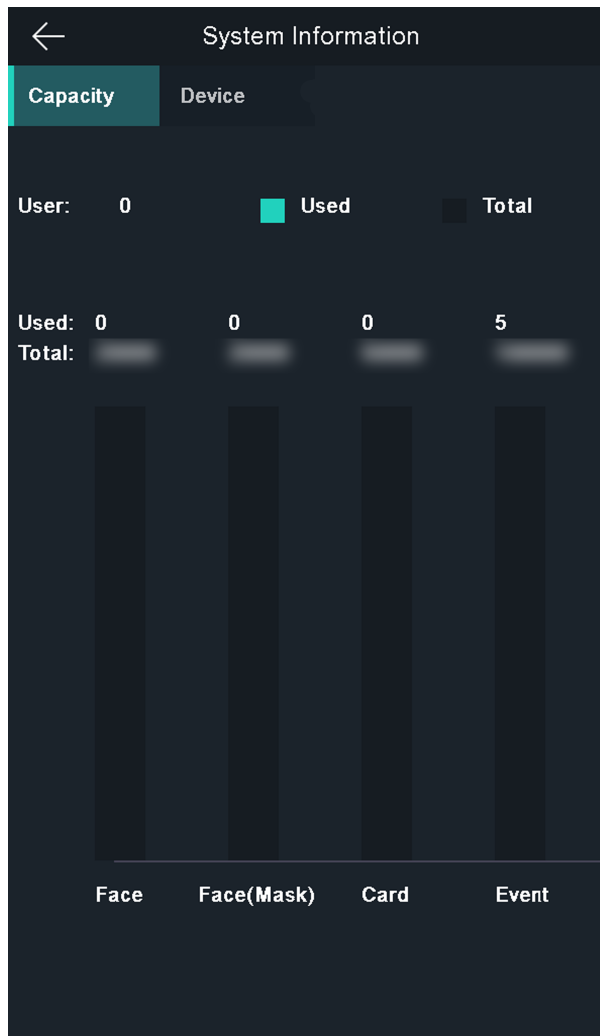 System Information
Capacity Device
User: 0 Used Total
Used: 0 0 0 5
Total:
Face Face(Mask) Card Event